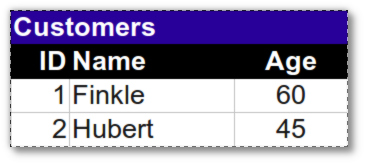 Customers
ID Name Age
1 Finkle 60
2 Hubert 45